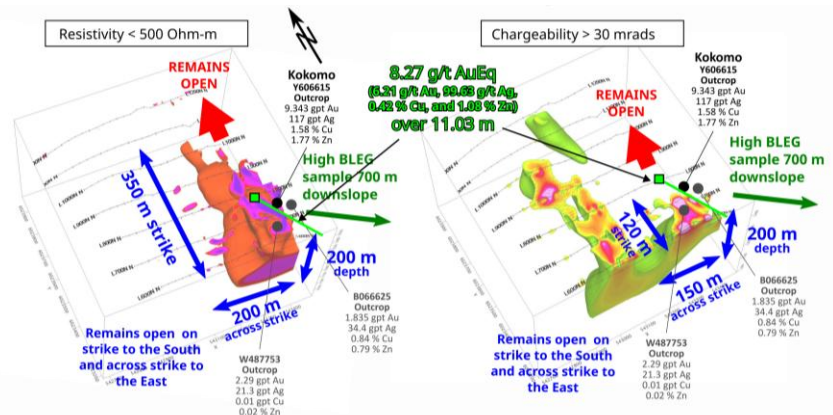 Resistivity < 500 Ohm-m
REMAINS
OPEN
Kokomo
Y606615
Outcrop
9.343 gpt Au
117 gpt Ag
1.58 % Cu
1.77 % Zn
High BLEG
sample 700 m
downslope
350 m strike
200 m
depth
200 m
across strike
B066625
Outcrop
1.835 gpt Au
34.4 gpt Ag
0.84 % Cu
0.79 % Zn
Remains open on
strike to the South
and across strike to
the East
W487753
Outcrop
2.29 gpt Au
21.3 gpt Ag
0.01 gpt Cu
0.02 % Zn
8.27 g/t AuEq
(6.21 g/t Au, 99.63 g/t Ag,
0.42 % Cu, and 1.08 % Zn)
over 11.03 m
Chargeability > 30 mrads
REMAINS
OPEN
Kokomo
Y606615
Outcrop
9.343 gpt Au
117 gpt Ag
1.58 % Cu
1.77 % Zn
High BLEG
sample 700 m
downslope
120 m
strike
200 m
depth
150 m
across strike
B066625
Outcrop
1.835 gpt Au
34.4 gpt Ag
0.84 % Cu
0.79 % Zn
Remains open on
strike to the South
and across strike to
the East
W487753
Outcrop
2.29 gpt Au
21.3 gpt Ag
0.01 gpt Cu
0.02 % Zn